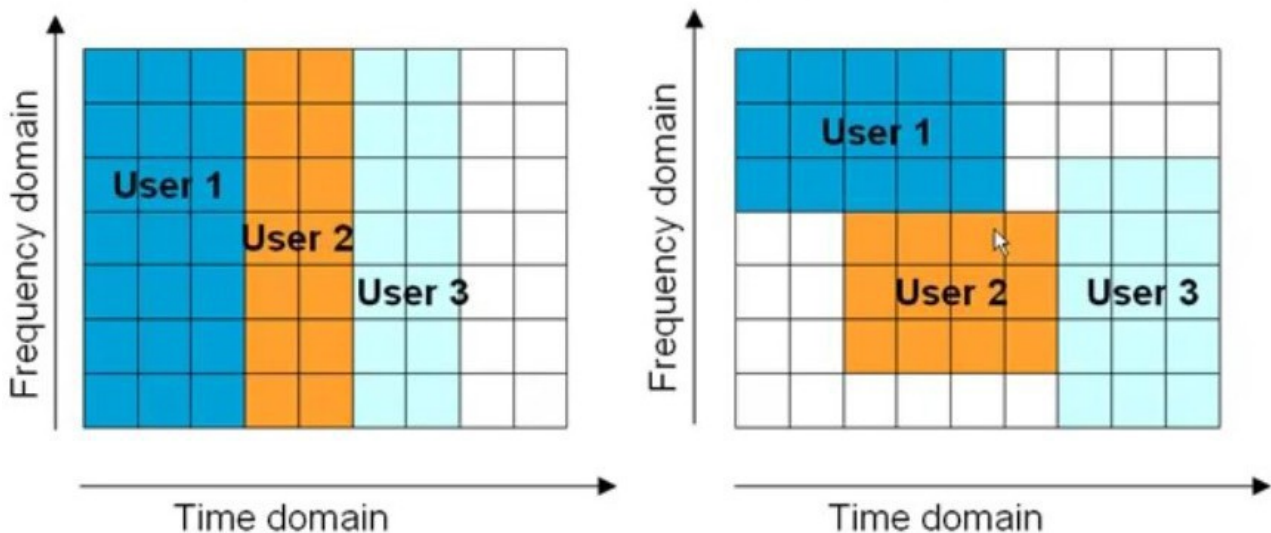 Frequency domain
User 1
User 2
User 3
Time domain
Frequency domain
User 1
User 2
User 3
Time domain